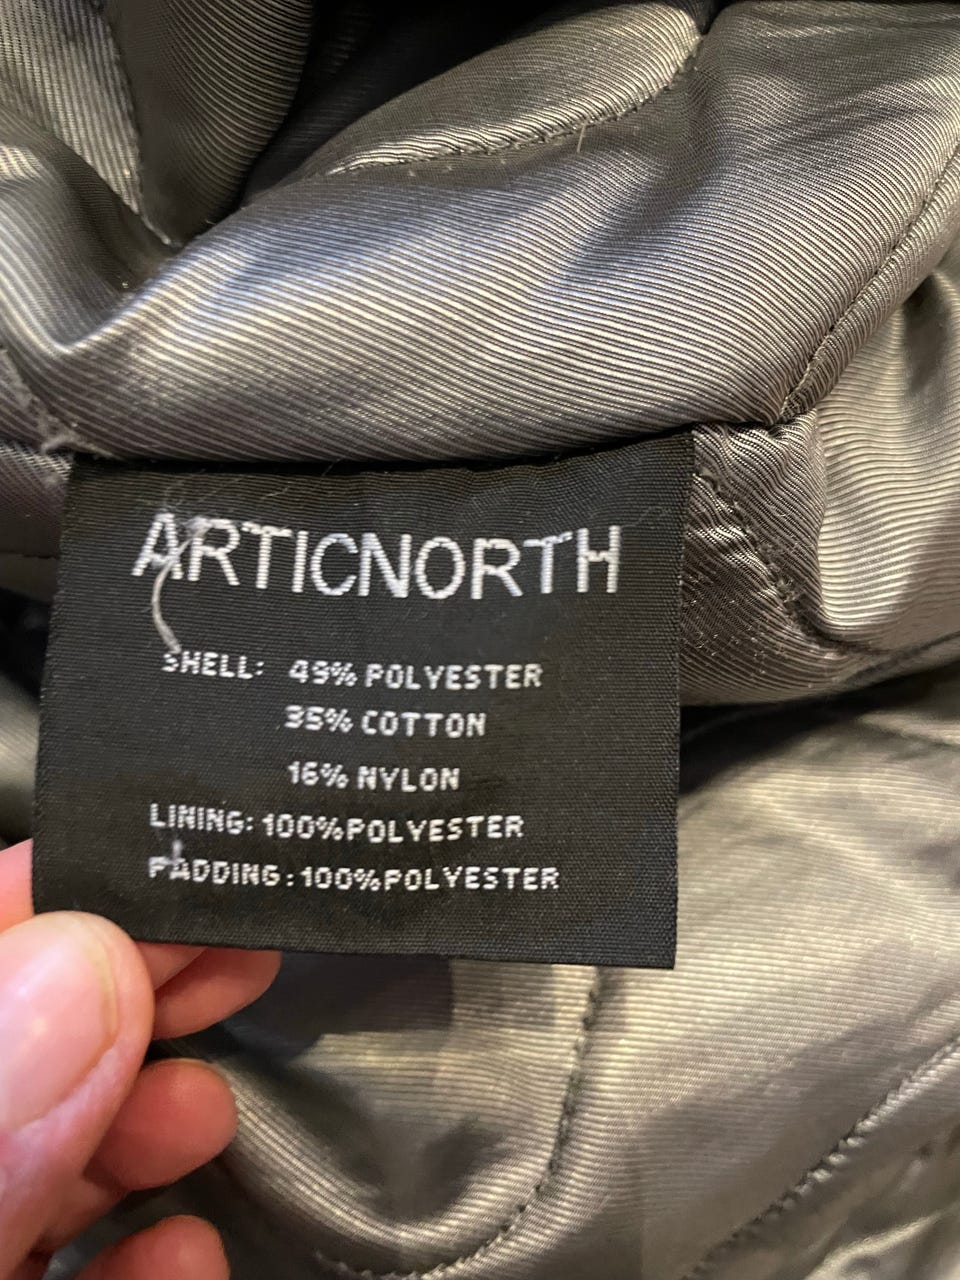 ARTICNORTH
SHELL: 49% POLYESTER
35% COTTON
16% NYLON
LINING: 100%POLYESTER
PADDING:100%POLYESTER